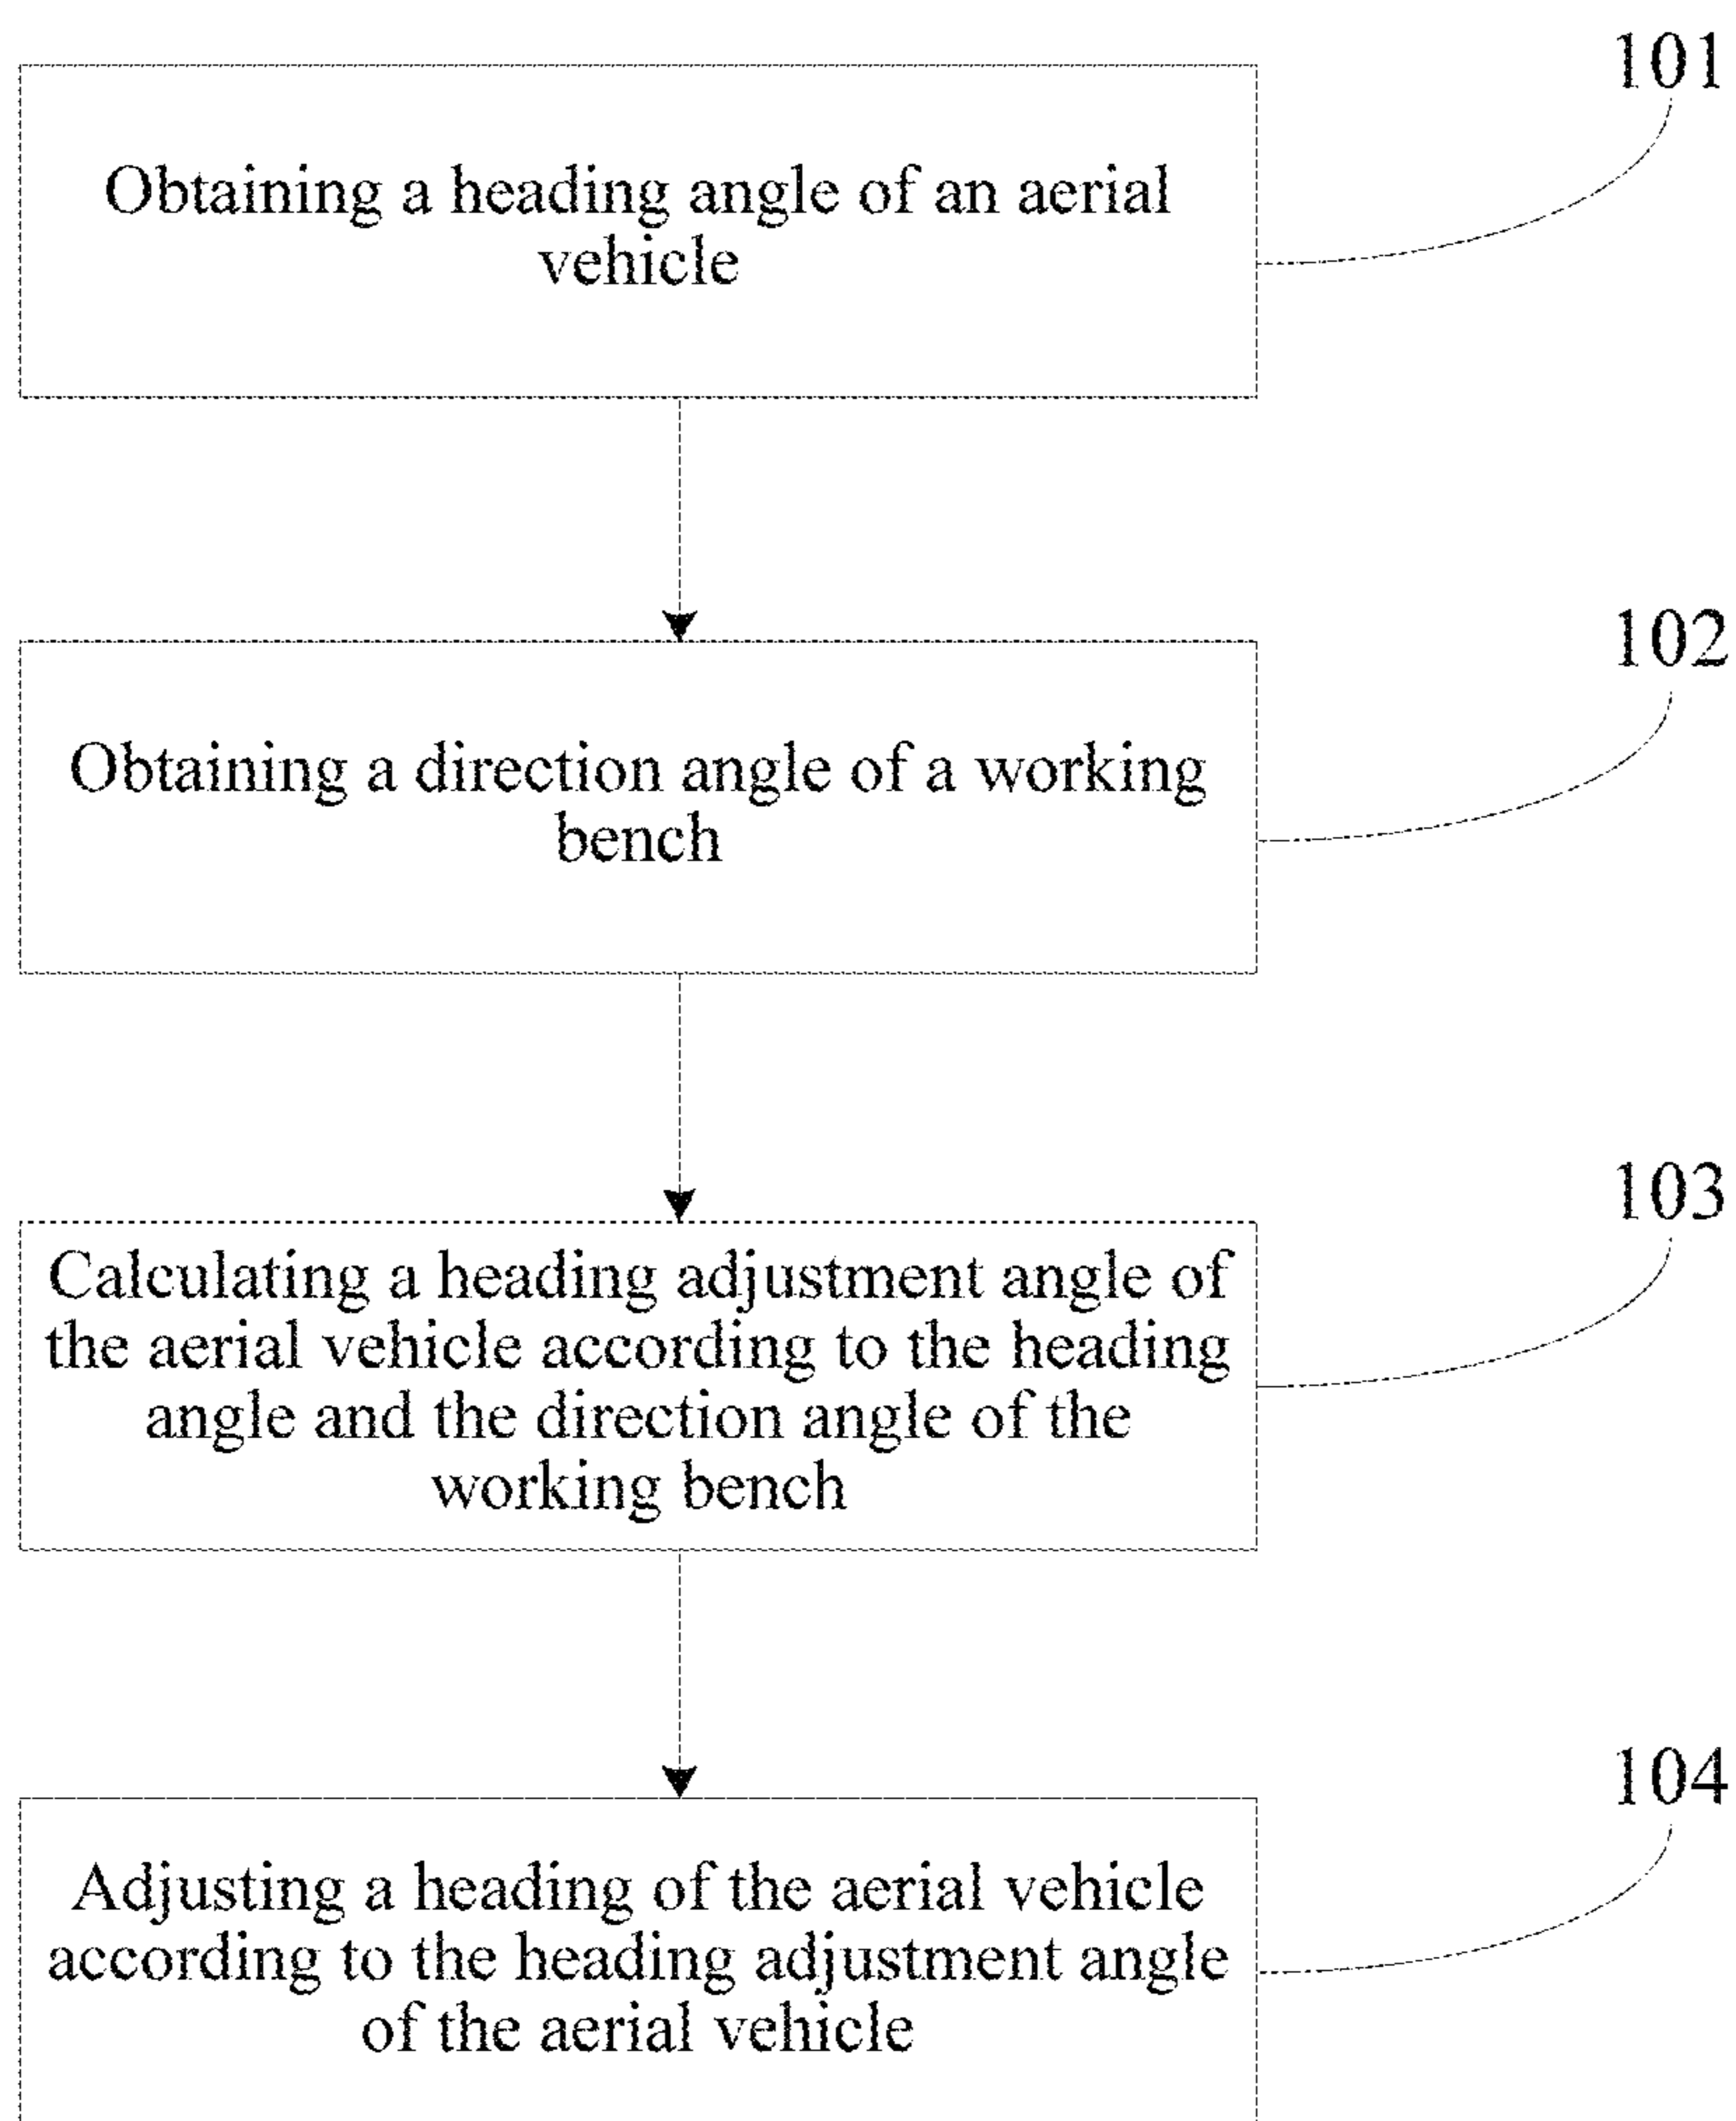 101
Obtaining a heading angle of an aerial
vehicle
102
Obtaining a direction angle of a working
bench
103
Calculating a heading adjustment angle of
the aerial vehicle according to the heading
angle and the direction angle of the
working bench
104
Adjusting a heading of the aerial vehicle
according to the heading adjustment angle
of the aerial vehicle